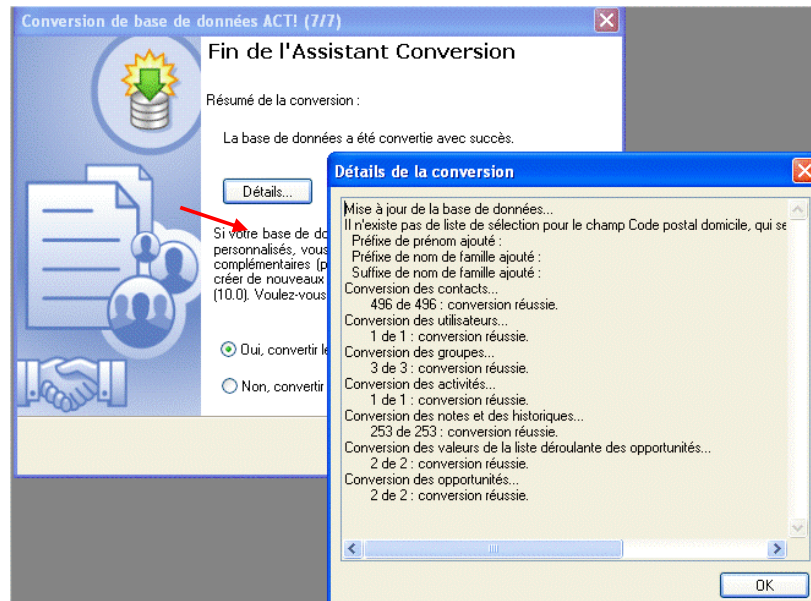 Conversion de base de données ACT! (7/7)
Fin de l'Assistant Conversion
Résumé de la conversion :
La base de données a été convertie avec succès.
Détails...
Si votre base de do
personnalisés, vous
complémentaires (p
créer de nouveaux
(10.0). Voulez-vous
Oui, convertir le
Non, convertir
Détails de la conversion
Mise à jour de la base de données...
Il n'existe pas de liste de sélection pour le champ Code postal domicile, qui se
Préfixe de prénom ajouté :
Préfixe de nom de famille ajouté :
Suffixe de nom de famille ajouté :
Conversion des contacts...
496 de 496 : conversion réussie.
Conversion des utilisateurs...
1 de 1 : conversion réussie.
Conversion des groupes...
3 de 3 : conversion réussie.
Conversion des activités...
1 de 1 : conversion réussie.
Conversion des notes et des historiques...
253 de 253 : conversion réussie.
Conversion des valeurs de la liste déroulante des opportunités...
2 de 2 : conversion réussie.
Conversion des opportunités...
2 de 2 : conversion réussie.
OK